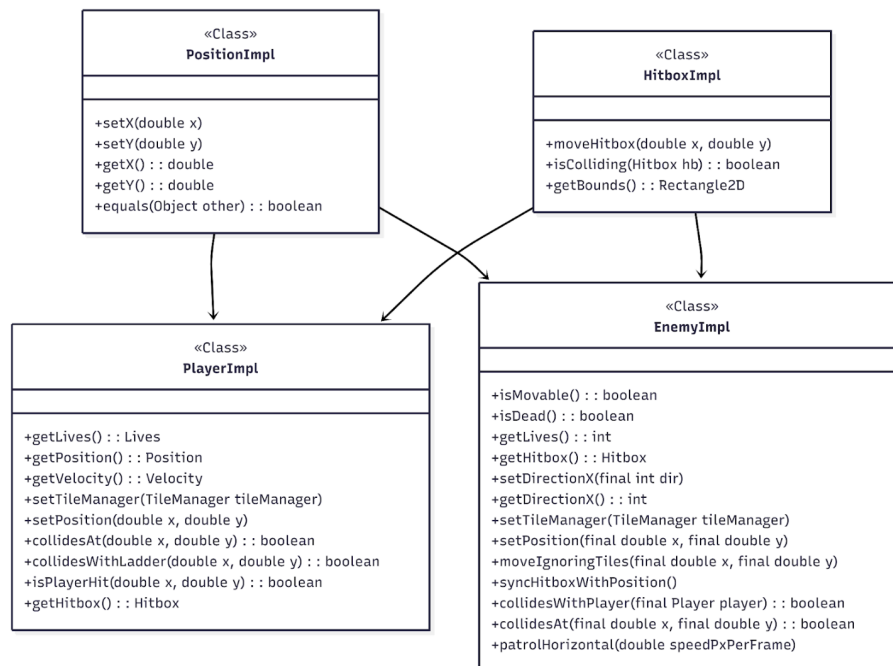 «Class»
PositionImpl
+setX(double x)
+setY(double y)
+getX() : : double
+getY() : : double
+equals(Object other) : : boolean
«Class»
HitboxImpl
+moveHitbox(double x, double y)
+isColliding(Hitbox hb) : : boolean
+getBounds() : : Rectangle2D
«Class»
PlayerImpl
+getLives() : : Lives
+getPosition() : : Position
+getVelocity() : : Velocity
+setTileManager(TileManager tileManager)
+setPosition(double x, double y)
+collidesAt(double x, double y) : : boolean
+collidesWithLadder(double x, double y) : : boolean
+isPlayerHit(double x, double y) : : boolean
+getHitbox() : : Hitbox
«Class»
EnemyImpl
+isMovable() : : boolean
+isDead() : : boolean
+getLives() : : int
+getHitbox() : : Hitbox
+setDirectionX(final int dir)
+getDirectionX() : : int
+setTileManager(TileManager tileManager)
+setPosition(final double x, final double y)
+moveIgnoringTiles(final double x, final double y)
+syncHitboxWithPosition()
+collidesWithPlayer(final Player player) : : boolean
+collidesAt(final double x, final double y) : : boolean
+patrolHorizontal(double speedPxPerFrame)